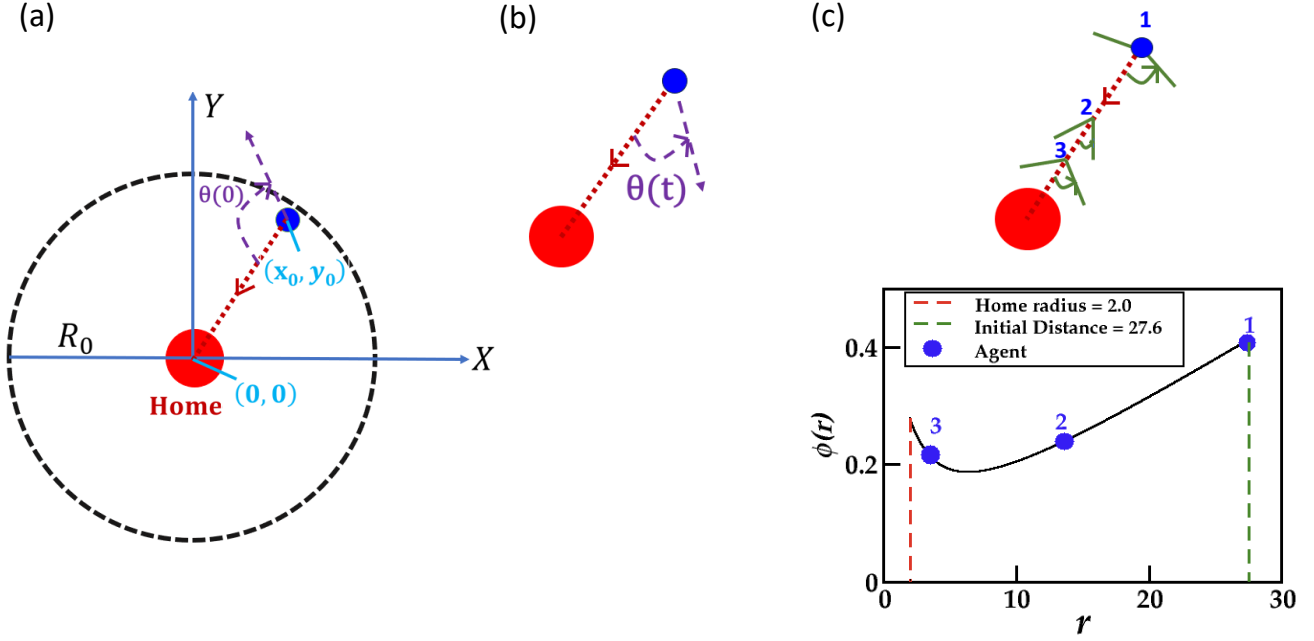 (a)
Y
θ(0)
(x₀, y₀)
R₀
X
(0, 0)
Home
(b)
θ(t)
(c)
1
2
3
Home radius = 2.0
Initial Distance = 27.6
Agent
1
2
3
0.4
0.2
0
ϕ(r)
0 10 20 30
r